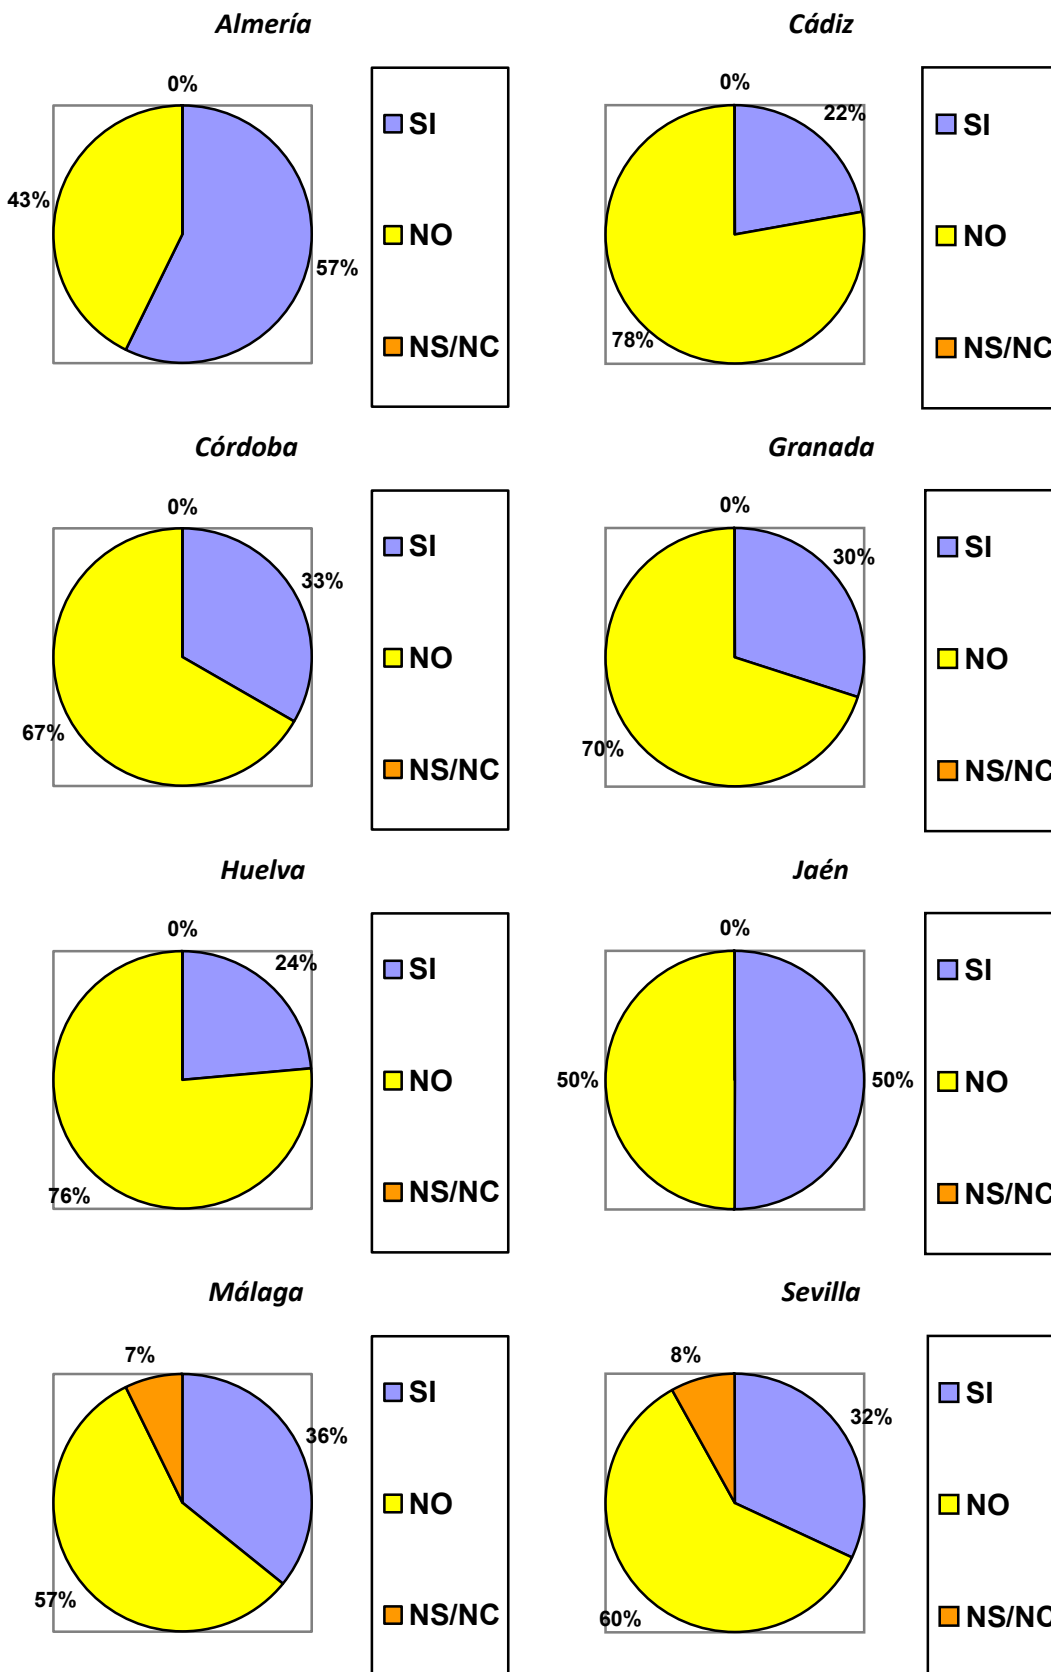 Almería
0%
43%
57%
SI
NO
NS/NC
Cádiz
0%
22%
78%
SI
NO
NS/NC
Córdoba
0%
33%
67%
SI
NO
NS/NC
Granada
0%
30%
70%
SI
NO
NS/NC
Huelva
0%
24%
76%
SI
NO
NS/NC
Jaén
0%
50%
50%
SI
NO
NS/NC
Málaga
7%
36%
57%
SI
NO
NS/NC
Sevilla
8%
32%
60%
SI
NO
NS/NC